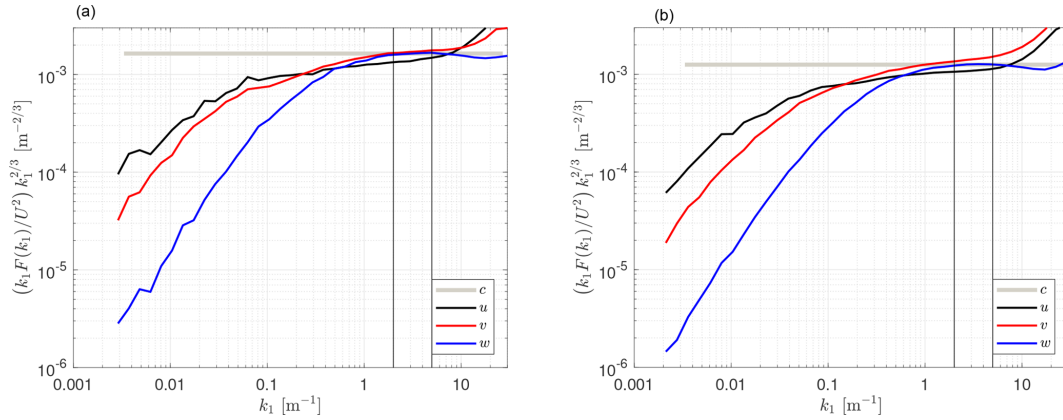 (a)
(k₁F(k₁)/U²) k₁^{2/3} [m^{−2/3}]
10⁻³
10⁻⁴
10⁻⁵
10⁻⁶
c
u
v
w
0.001
0.01
0.1
1
10
k₁ [m⁻¹]
(b)
(k₁F(k₁)/U²) k₁^{2/3} [m^{−2/3}]
10⁻³
10⁻⁴
10⁻⁵
10⁻⁶
c
u
v
w
0.001
0.01
0.1
1
10
k₁ [m⁻¹]